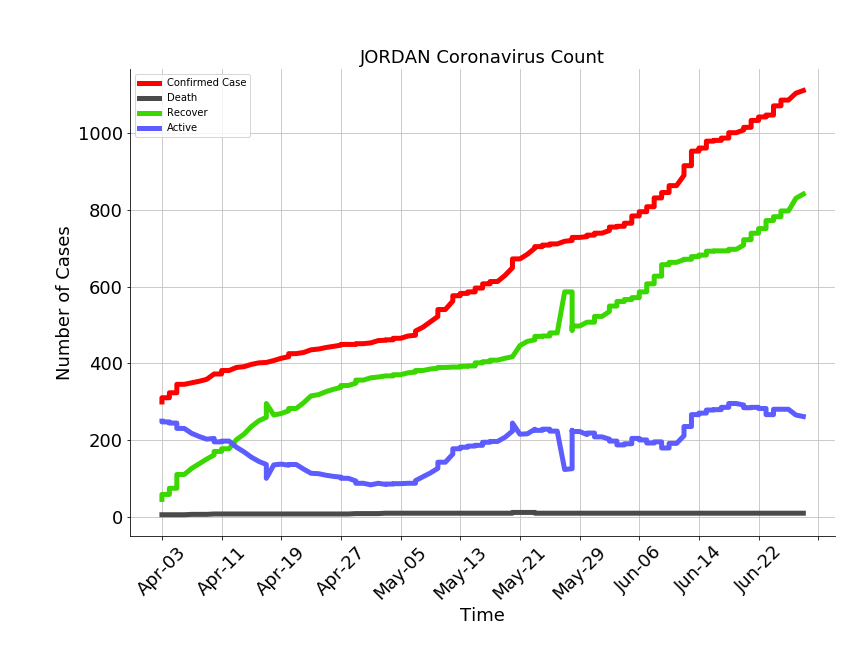 JORDAN Coronavirus Count
Confirmed Case
Death
Recover
Active
Number of Cases
1000
800
600
400
200
0
Apr-03
Apr-11
Apr-19
Apr-27
May-05
May-13
May-21
May-29
Jun-06
Jun-14
Jun-22
Time